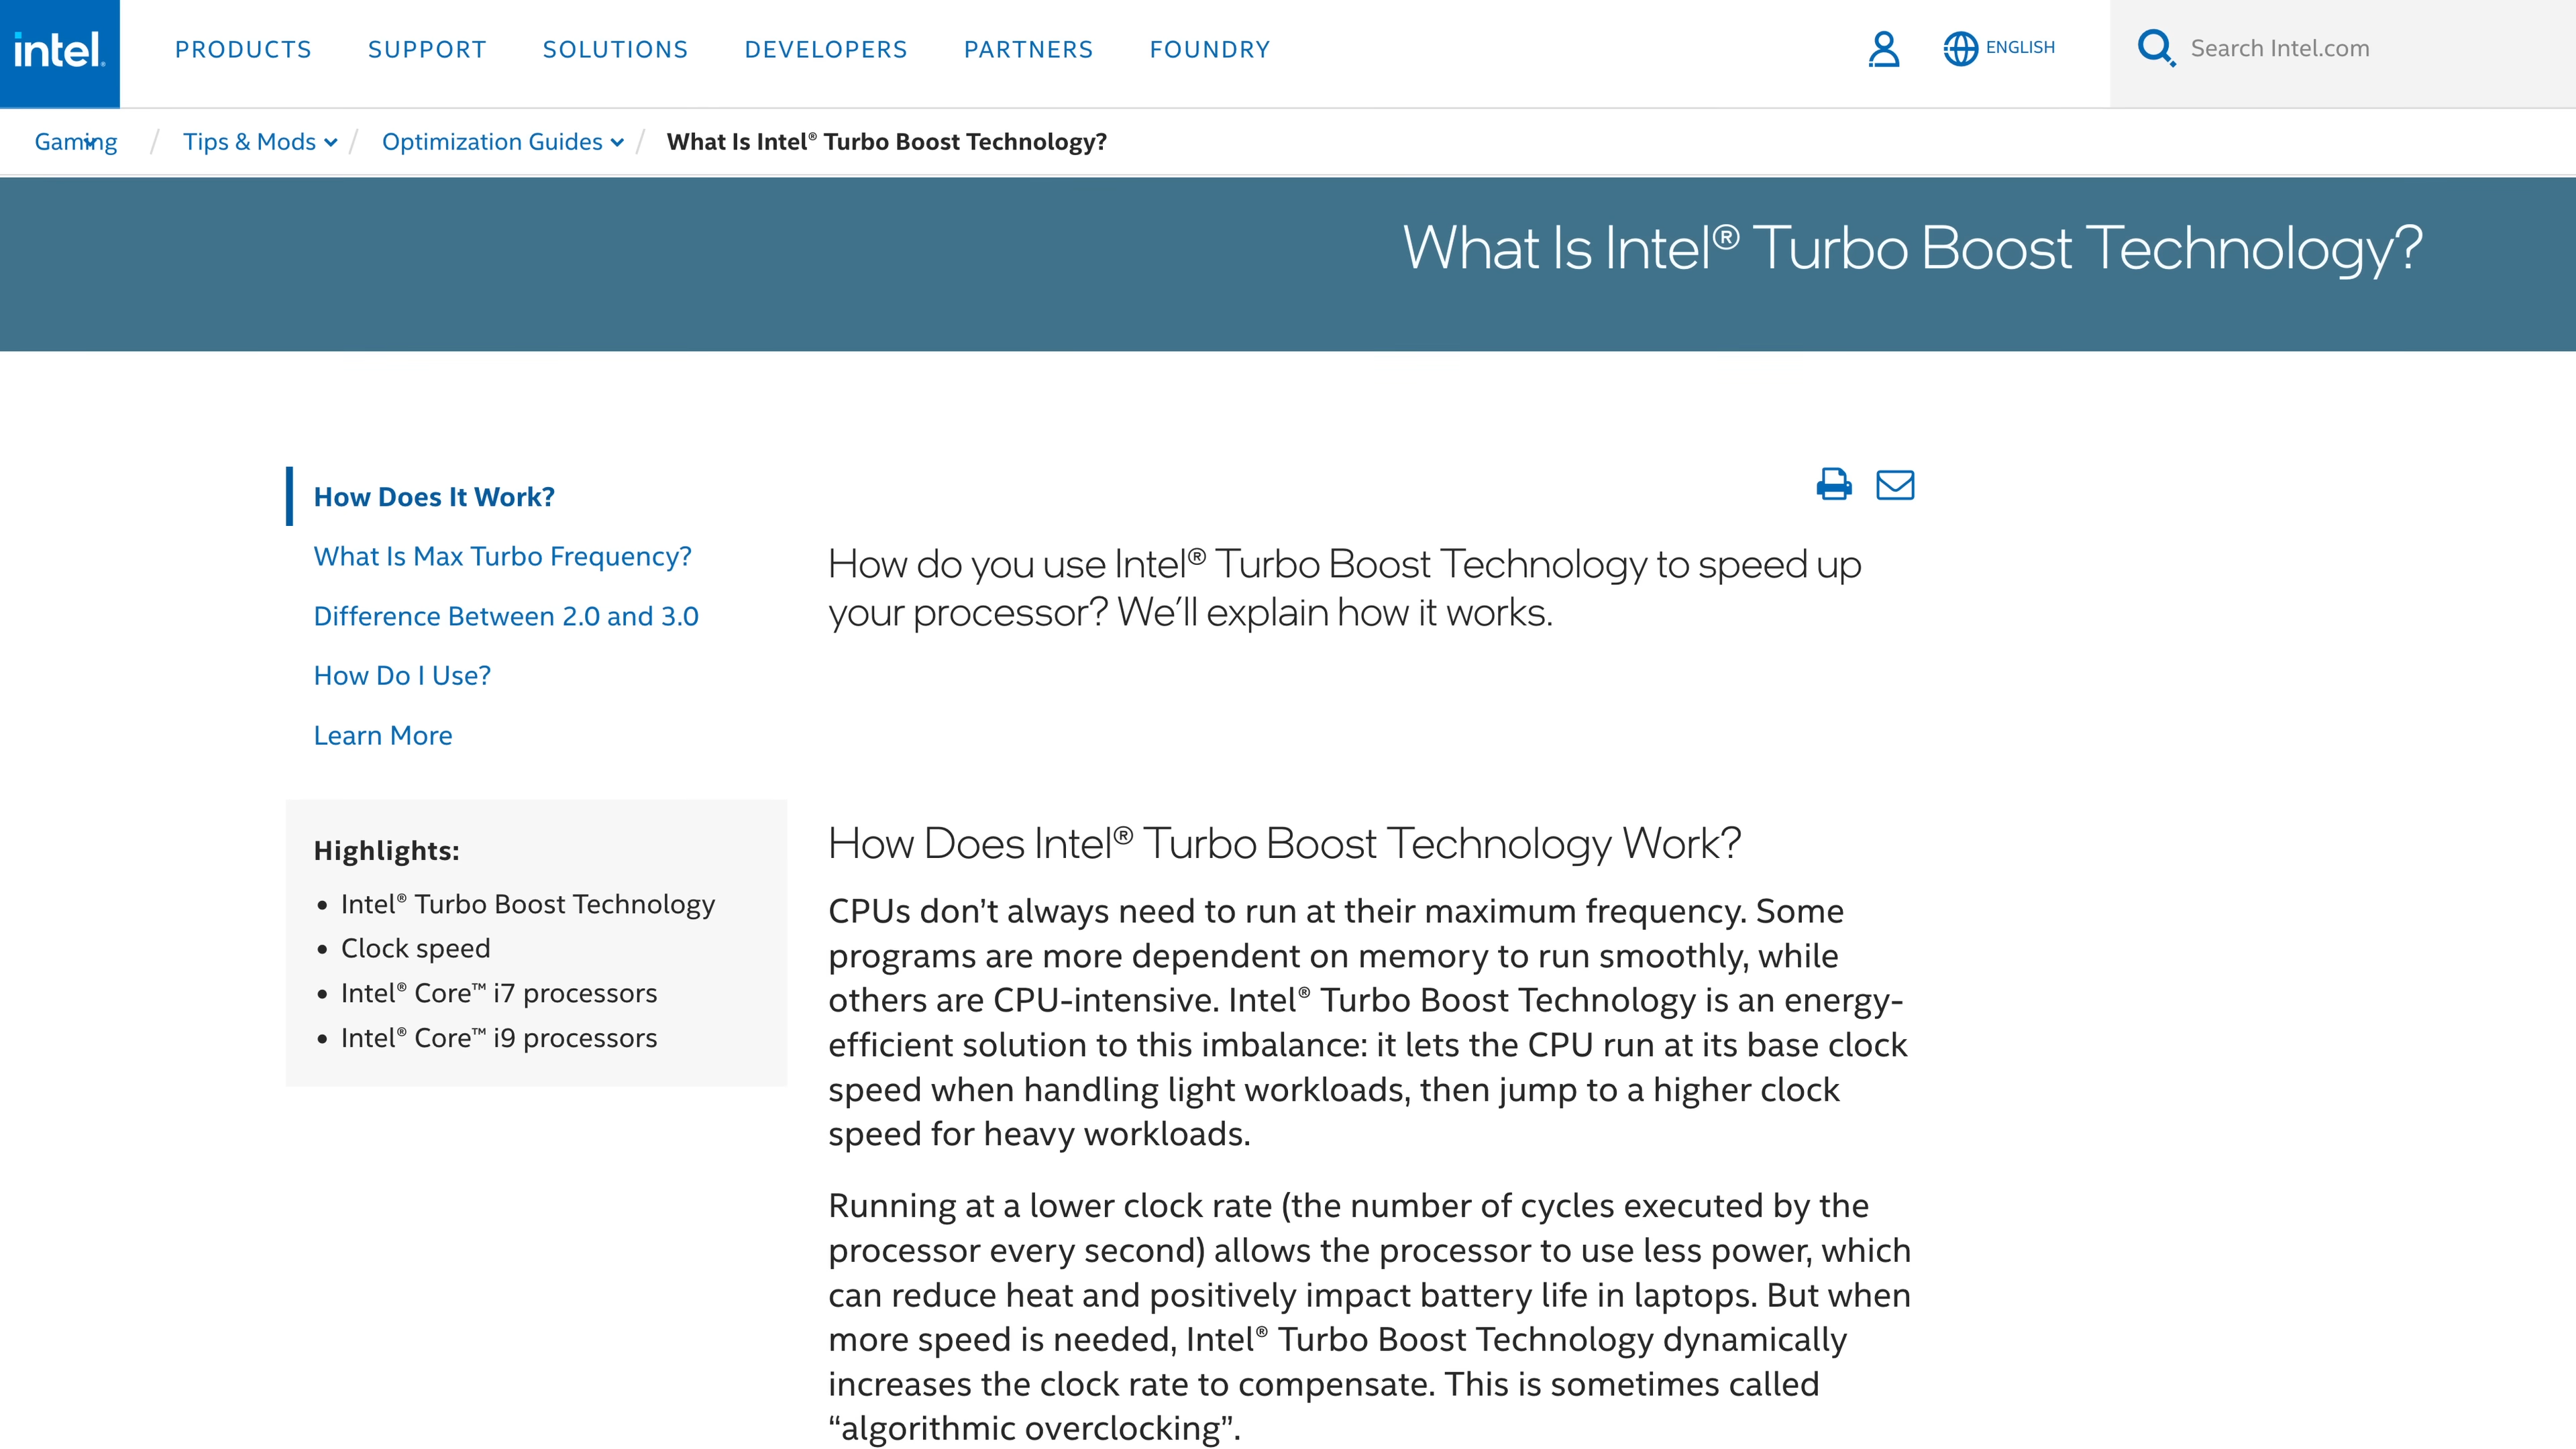 intel.
PRODUCTS
SUPPORT
SOLUTIONS
DEVELOPERS
PARTNERS
FOUNDRY
ENGLISH
Search Intel.com
Gaming / Tips & Mods / Optimization Guides / What Is Intel® Turbo Boost Technology?
What Is Intel® Turbo Boost Technology?
How Does It Work?
What Is Max Turbo Frequency?
Difference Between 2.0 and 3.0
How Do I Use?
Learn More
Highlights:
• Intel® Turbo Boost Technology
• Clock speed
• Intel® Core™ i7 processors
• Intel® Core™ i9 processors
How do you use Intel® Turbo Boost Technology to speed up
your processor? We’ll explain how it works.
How Does Intel® Turbo Boost Technology Work?
CPUs don’t always need to run at their maximum frequency. Some
programs are more dependent on memory to run smoothly, while
others are CPU-intensive. Intel® Turbo Boost Technology is an energy-
efficient solution to this imbalance: it lets the CPU run at its base clock
speed when handling light workloads, then jump to a higher clock
speed for heavy workloads.
Running at a lower clock rate (the number of cycles executed by the
processor every second) allows the processor to use less power, which
can reduce heat and positively impact battery life in laptops. But when
more speed is needed, Intel® Turbo Boost Technology dynamically
increases the clock rate to compensate. This is sometimes called
“algorithmic overclocking”.